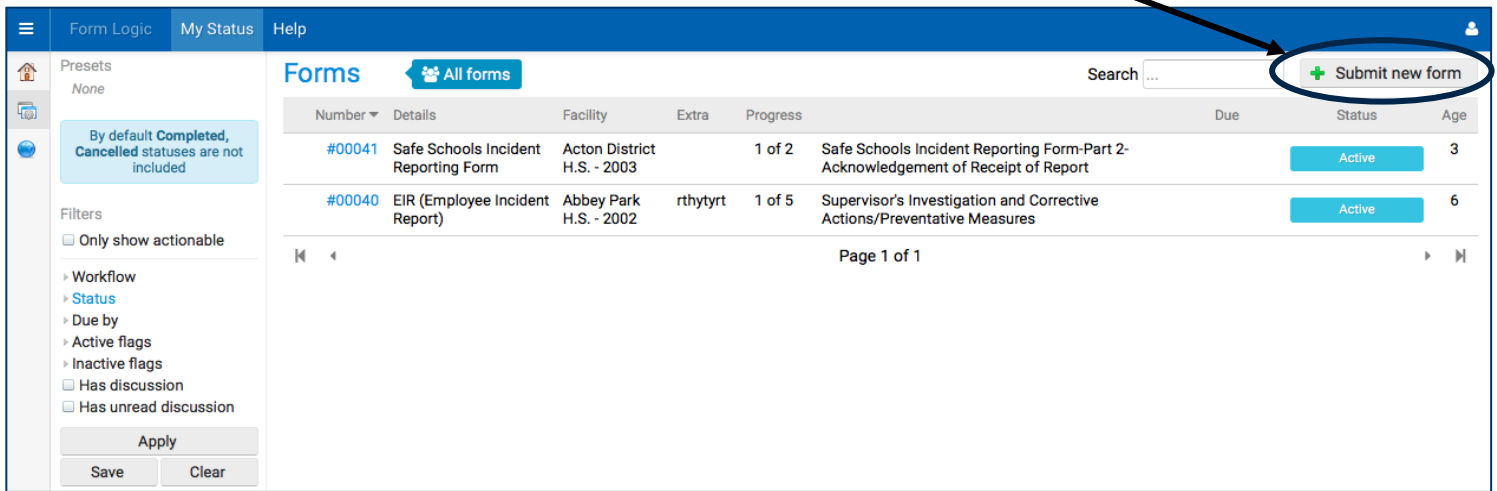 Form Logic My Status Help
Presets
None
By default Completed,
Cancelled statuses are not
included
Filters
Only show actionable
Workflow
Status
Due by
Active flags
Inactive flags
Has discussion
Has unread discussion
Apply
Save Clear
Forms All forms Search ... Submit new form
Number Details Facility Extra Progress Due Status Age
#00041 Safe Schools Incident Acton District 1 of 2 Safe Schools Incident Reporting Form-Part 2- Active 3
Reporting Form H.S. - 2003 Acknowledgement of Receipt of Report
#00040 EIR (Employee Incident Abbey Park rthytyrt 1 of 5 Supervisor's Investigation and Corrective Active 6
Report) H.S. - 2002 Actions/Preventative Measures
Page 1 of 1